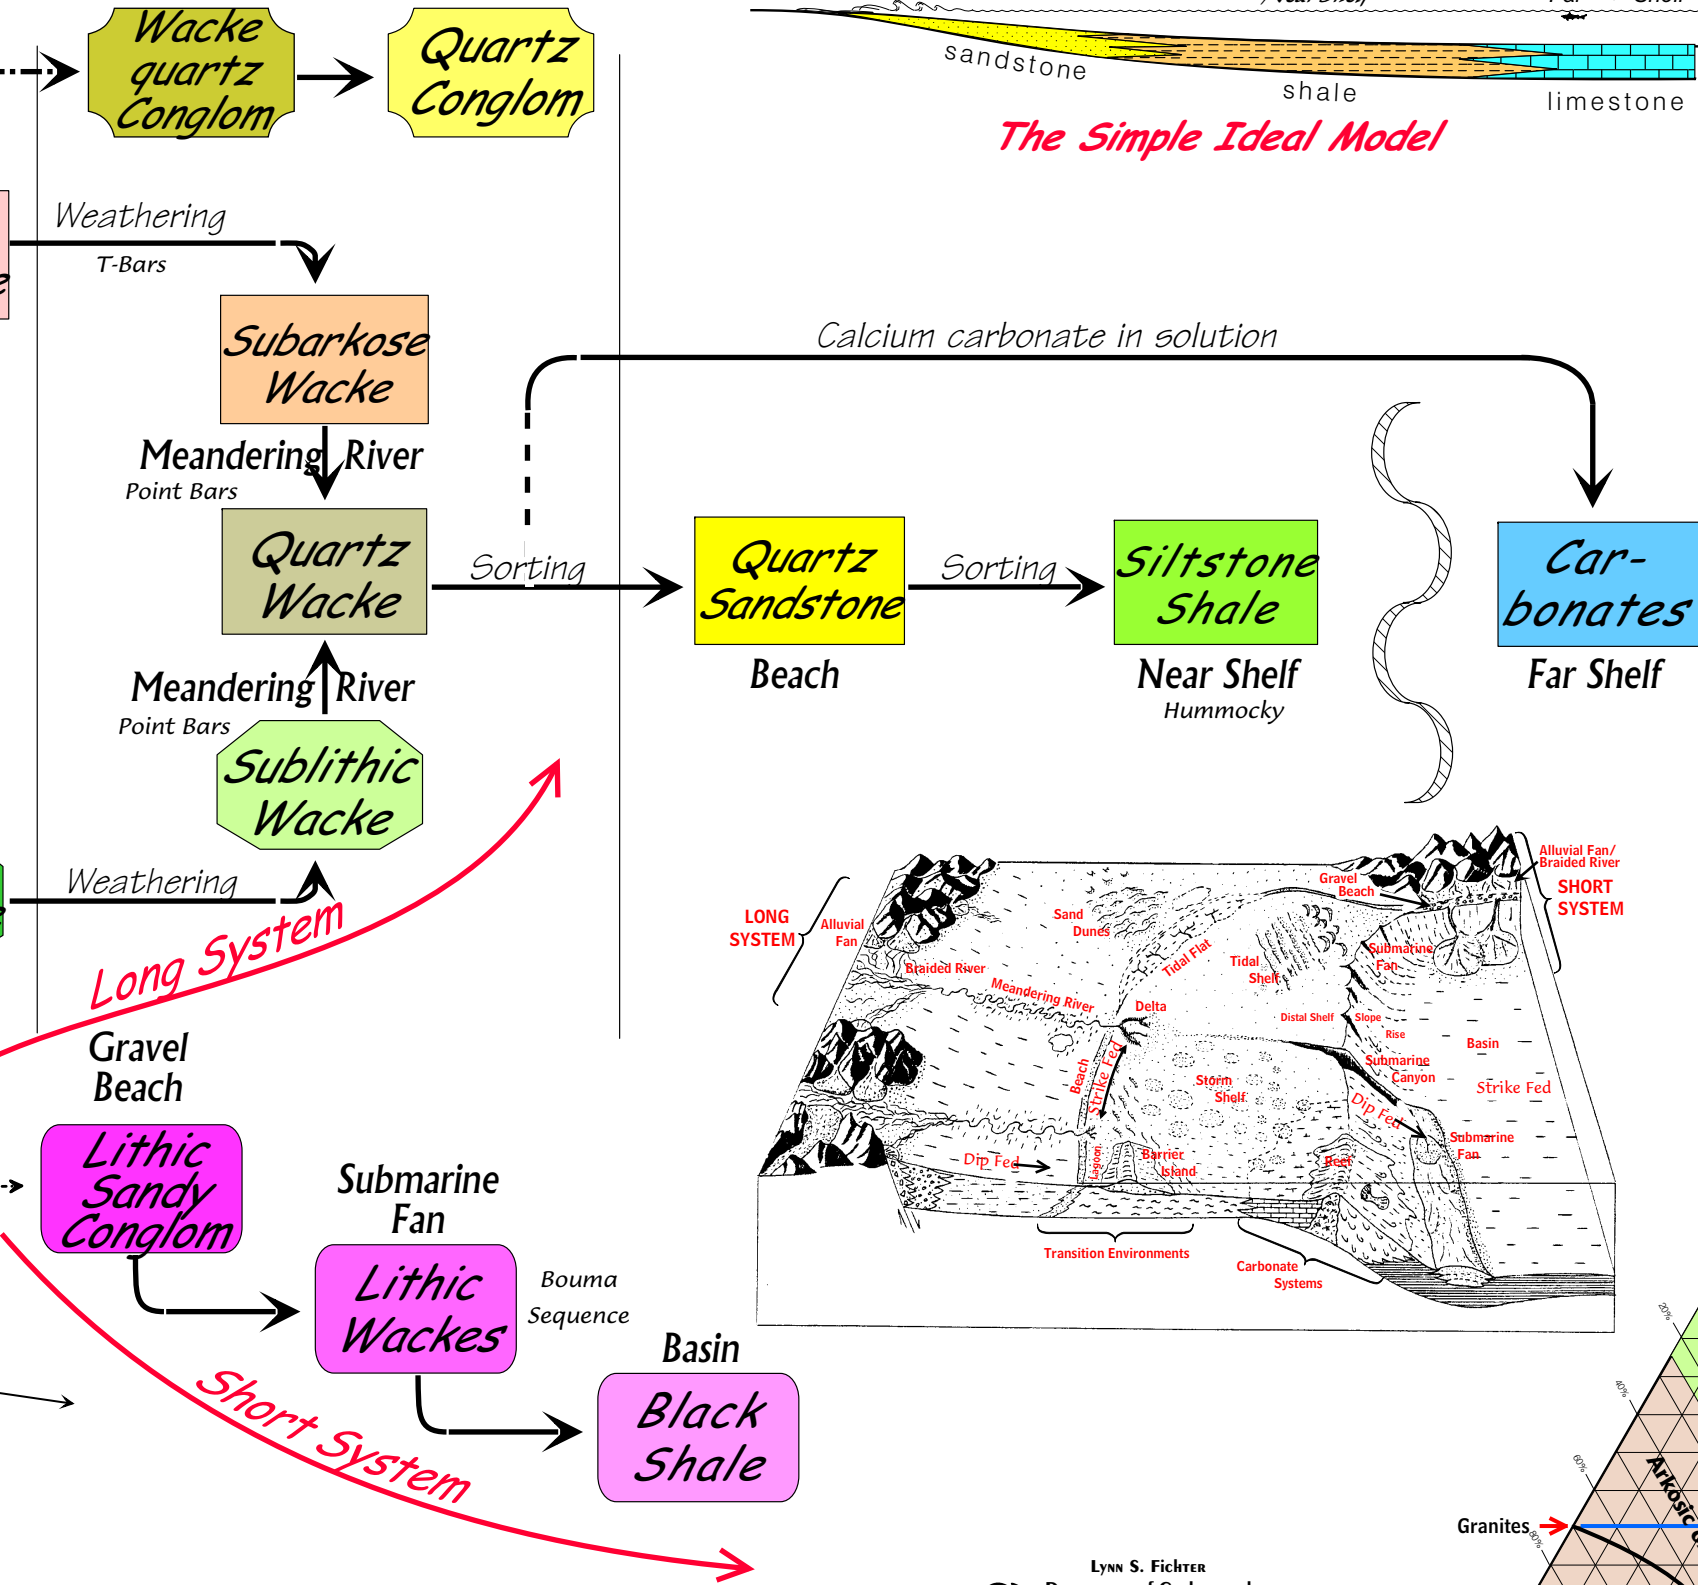 Wacke
quartz
Conglom
Quartz
Conglom
sandstone
shale
limestone
The Simple Ideal Model
Weathering
T-Bars
Subarkose
Wacke
Calcium carbonate in solution
Meandering River
Point Bars
Quartz
Wacke
Sorting
Quartz
Sandstone
Beach
Sorting
Siltstone
Shale
Near Shelf
Hummocky
Car-
bonates
Far Shelf
Meandering River
Point Bars
Sublithic
Wacke
Weathering
Long System
Gravel
Beach
Lithic
Sandy
Conglom
Submarine
Fan
Lithic
Wackes
Bouma
Sequence
Basin
Black
Shale
Short System
LONG
SYSTEM
Alluvial
Fan
Braided River
Meandering River
Sand
Dunes
Tidal Flat
Delta
Tidal
Shelf
Gravel
Beach
Alluvial Fan/
Braided River
SHORT
SYSTEM
Submarine
Fan
Distal Shelf
Slope
Rise
Basin
Submarine
Canyon
Strike Fed
Beach
Strike Fed
Storm
Shelf
Dip Fed
Submarine
Fan
Dip Fed
Lagoon
Barrier
Island
Reef
Transition Environments
Carbonate
Systems
20%
40%
60%
80%
Arkosic
Granites
Lynn S. Fichter